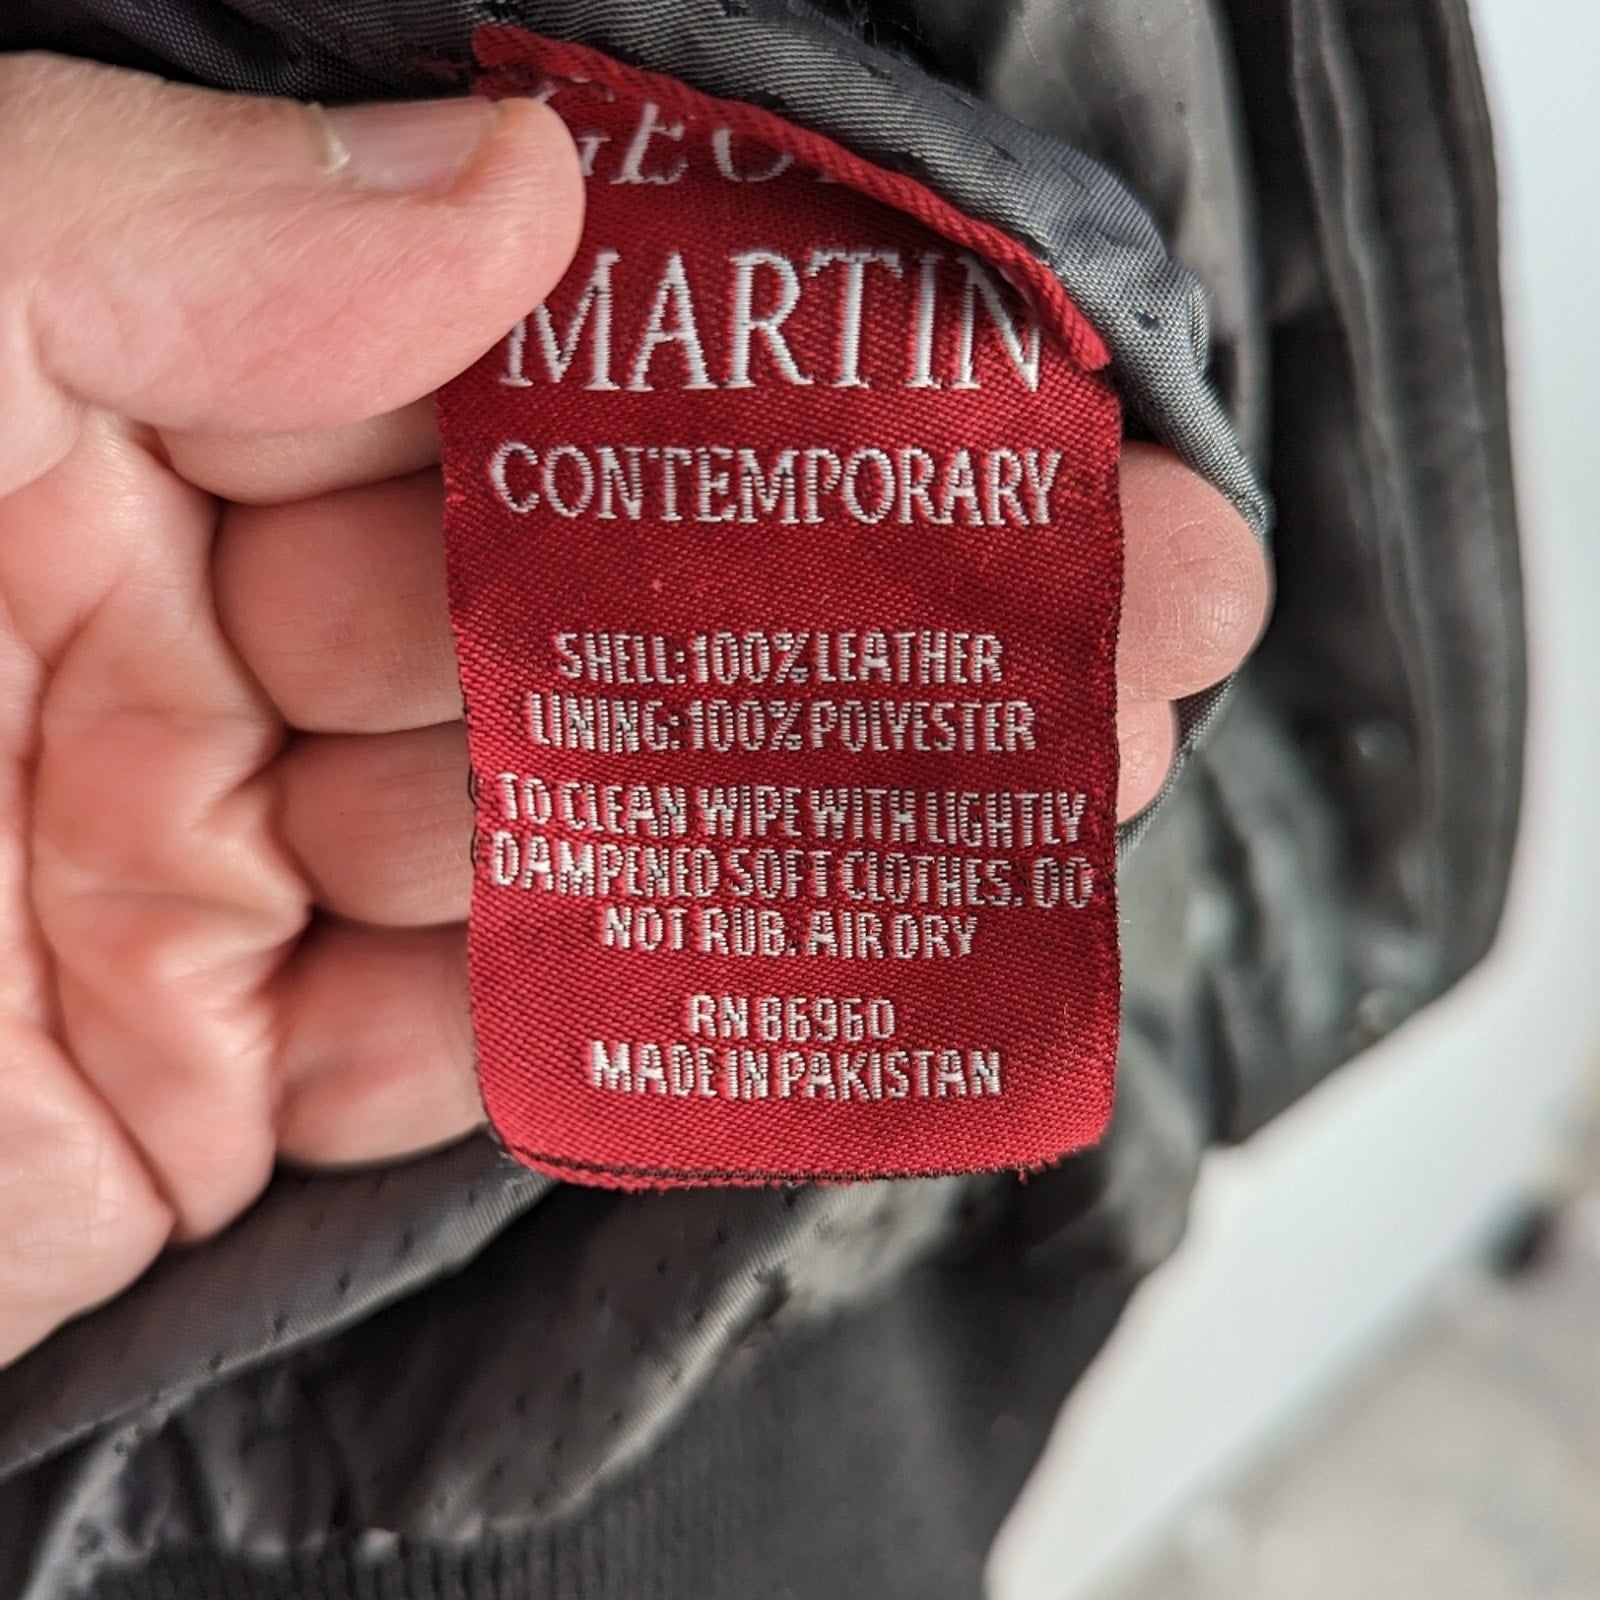 GEO
MARTIN
CONTEMPORARY
SHELL:100% LEATHER
LINING:100% POLYESTER
TO CLEAN WIPE WITH LIGHTLY
DAMPENED SOFT CLOTHES. DO
NOT RUB. AIR DRY
RN 86960
MADE IN PAKISTAN